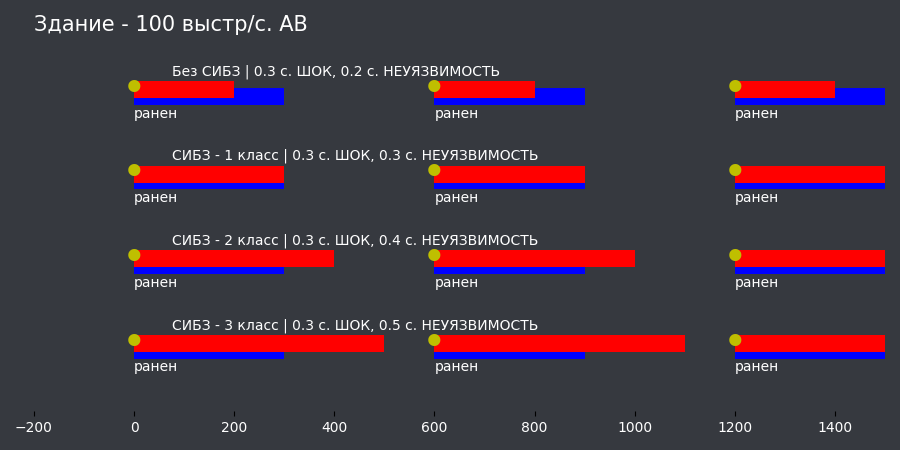 Здание - 100 выстр/с. АВ
Без СИБЗ | 0.3 с. ШОК, 0.2 с. НЕУЯЗВИМОСТЬ
ранен ранен ранен
СИБЗ - 1 класс | 0.3 с. ШОК, 0.3 с. НЕУЯЗВИМОСТЬ
ранен ранен ранен
СИБЗ - 2 класс | 0.3 с. ШОК, 0.4 с. НЕУЯЗВИМОСТЬ
ранен ранен ранен
СИБЗ - 3 класс | 0.3 с. ШОК, 0.5 с. НЕУЯЗВИМОСТЬ
ранен ранен ранен
−200 0 200 400 600 800 1000 1200 1400